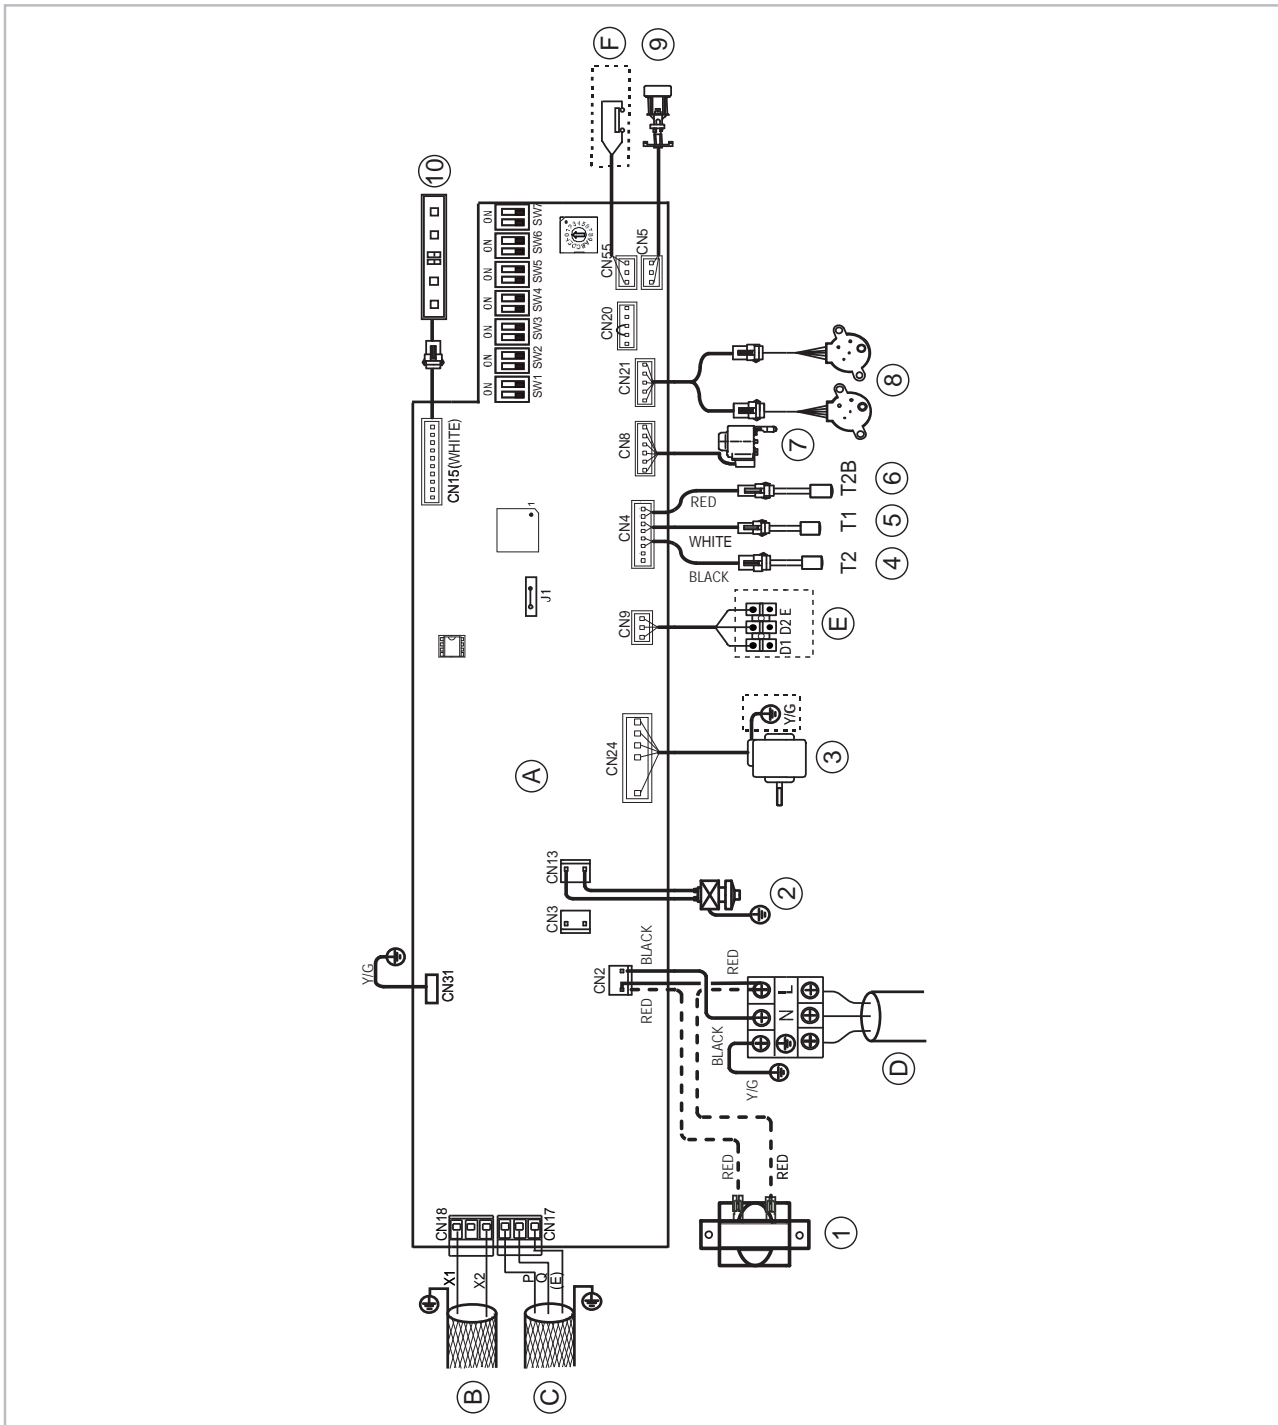 F
9
10
ON ON ON ON ON ON ON
SW1 SW2 SW3 SW4 SW5 SW6 SW7
CN15(WHITE)
CN55
CN5
CN20
CN21
8
CN8
7
1
CN4
RED
WHITE
BLACK
T2B
T1
T2
6
5
4
J1
CN9
D1 D2 E
E
CN24
Y/G
3
A
CN13
CN3
2
Y/G
CN31
CN2
BLACK
RED
RED
L
N
BLACK
Y/G
D
RED
RED
1
CN18
CN17
X1
X2
P
Q
(E)
B
C